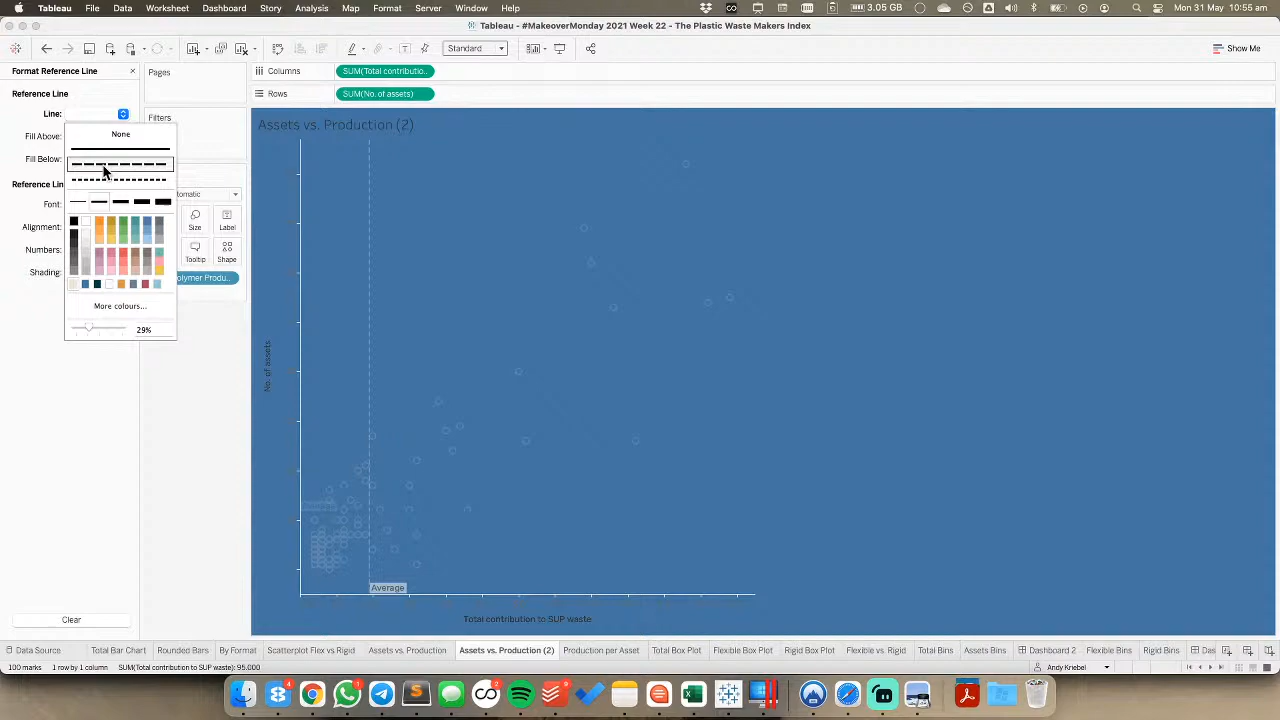 Tableau File Data Worksheet Dashboard Story Analysis Map Format Server Window Help
3.05 GB
Mon 31 May 10:55 am
Tableau - #MakeoverMonday 2021 Week 22 - The Plastic Waste Makers Index
Standard
Show Me
Format Reference Line
Pages
Columns
SUM(Total contributio..
Reference Line
Rows
SUM(No. of assets)
Line:
Filters
Assets vs. Production (2)
None
Fill Above:
Fill Below:
Reference Lin
Font:
Alignment:
Numbers:
Shading:
More colours...
29%
Size
Label
Tooltip
Shape
No. of assets
Average
Total contribution to SUP waste
Clear
Data Source
Total Bar Chart
Rounded Bars
By Format
Scatterplot Flex vs Rigid
Assets vs. Production
Assets vs. Production (2)
Production per Asset
Total Box Plot
Flexible Box Plot
Rigid Box Plot
Flexible vs. Rigid
Total Bins
Assets Bins
Dashboard 2
Flexible Bins
Rigid Bins
100 marks
1 row by 1 column
SUM(Total contribution to SUP waste): 95.000
Andy Kriebel